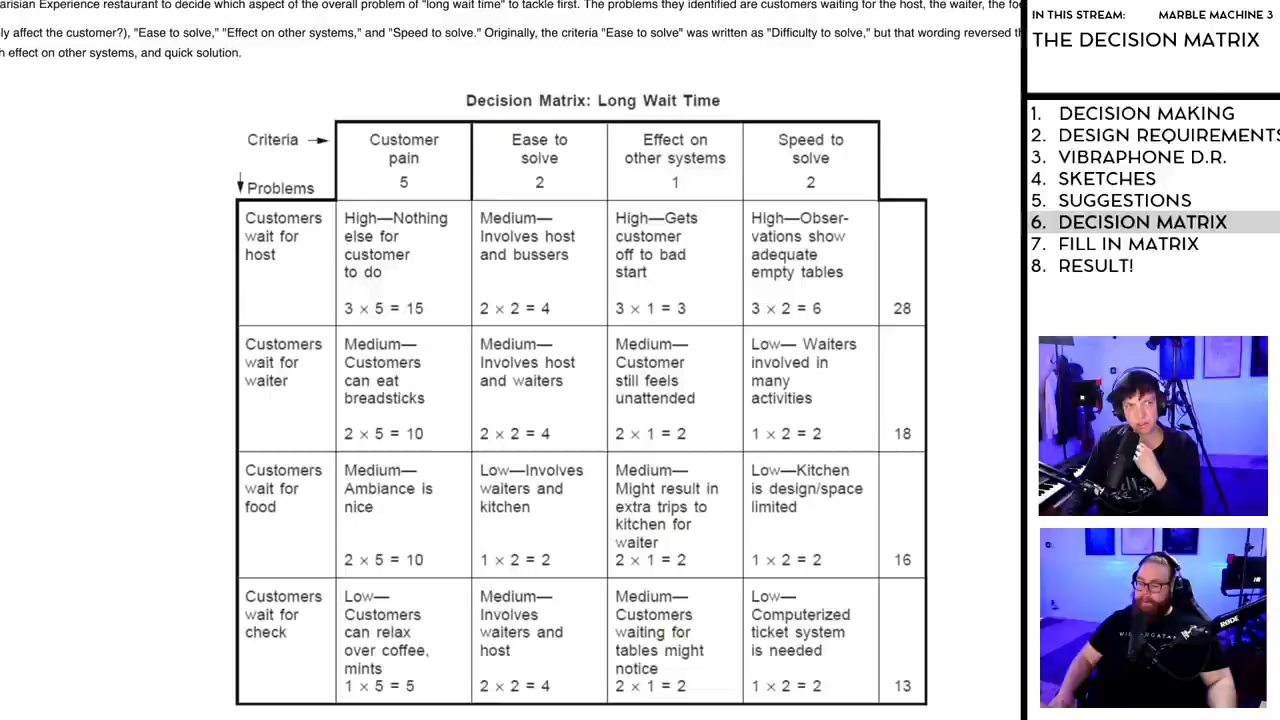 arisian Experience restaurant to decide which aspect of the overall problem of "long wait time" to tackle first. The problems they identified are customers waiting for the host, the waiter, the
ly affect the customer?), "Ease to solve," "Effect on other systems," and "Speed to solve." Originally, the criteria "Ease to solve" was written as "Difficulty to solve," but that wording reversed
effect on other systems, and quick solution.
Decision Matrix: Long Wait Time
Criteria →
Customer
pain
5
Ease to
solve
2
Effect on
other systems
1
Speed to
solve
2
↓ Problems
Customers
wait for
host
High—Nothing
else for
customer
to do
3 × 5 = 15
Medium—
Involves host
and bussers
2 × 2 = 4
High—Gets
customer
off to bad
start
3 × 1 = 3
High—Obser-
vations show
adequate
empty tables
3 × 2 = 6
28
Customers
wait for
waiter
Medium—
Customers
can eat
breadsticks
2 × 5 = 10
Medium—
Involves host
and waiters
2 × 2 = 4
Medium—
Customer
still feels
unattended
2 × 1 = 2
Low— Waiters
involved in
many
activities
1 × 2 = 2
18
Customers
wait for
food
Medium—
Ambiance is
nice
2 × 5 = 10
Low—Involves
waiters and
kitchen
1 × 2 = 2
Medium—
Might result in
extra trips to
kitchen for
waiter
2 × 1 = 2
Low—Kitchen
is design/space
limited
1 × 2 = 2
16
Customers
wait for
check
Low—
Customers
can relax
over coffee,
mints
1 × 5 = 5
Medium—
Involves
waiters and
host
2 × 2 = 4
Medium—
Customers
waiting for
tables might
notice
2 × 1 = 2
Low—
Computerized
ticket system
is needed
1 × 2 = 2
13
IN THIS STREAM: MARBLE MACHINE 3
THE DECISION MATRIX
1. DECISION MAKING
2. DESIGN REQUIREMENTS
3. VIBRAPHONE D.R.
4. SKETCHES
5. SUGGESTIONS
6. DECISION MATRIX
7. FILL IN MATRIX
8. RESULT!
RØDE